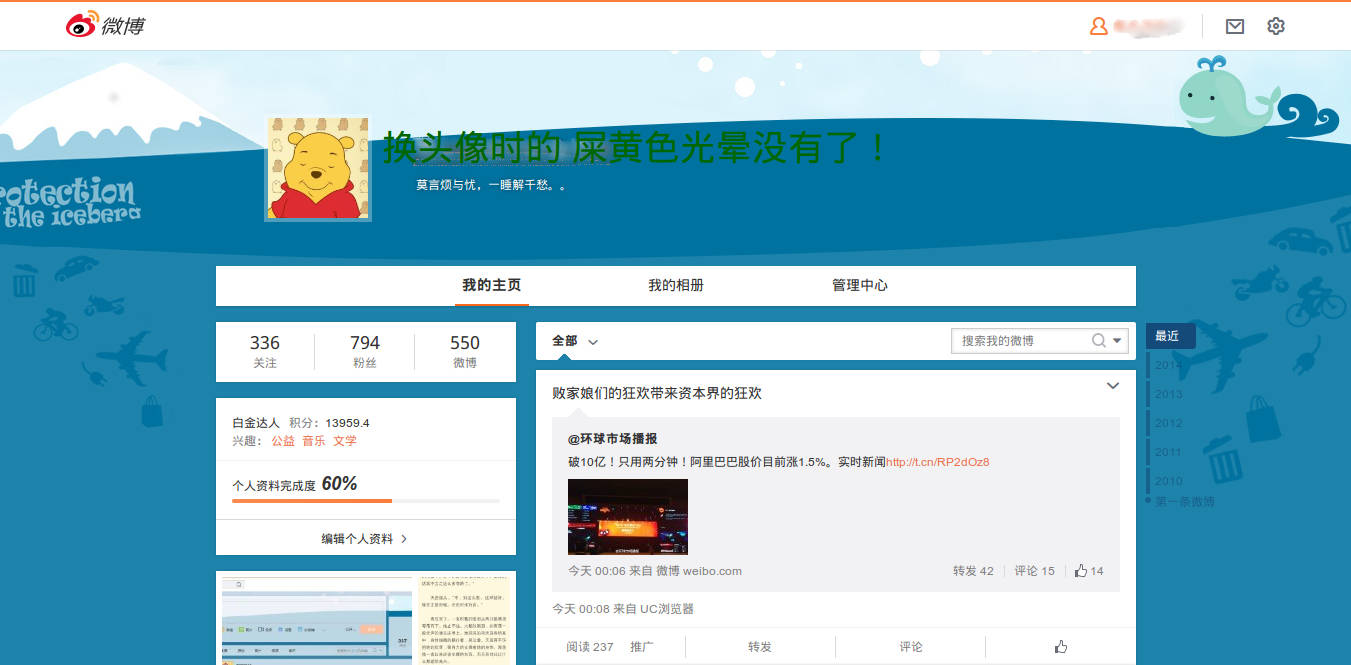 微博
换头像时的 屎黄色光晕没有了！
莫言烦与忧，一睡解千愁。。
rotection
the iceberg
我的主页
我的相册
管理中心
336
794
550
关注
粉丝
微博
全部
搜索我的微博
最近
2014
2013
2012
2011
2010
第一条微博
白金达人 积分：13959.4
兴趣： 公益 音乐 文学
个人资料完成度 60%
编辑个人资料
败家娘们的狂欢带来资本界的狂欢
@环球市场播报
破10亿！只用两分钟！阿里巴巴股价目前涨1.5%。实时新闻http://t.cn/RP2dOz8
今天 00:06 来自 微博 weibo.com
转发 42
评论 15
14
今天 00:08 来自 UC浏览器
阅读 237
推广
转发
评论